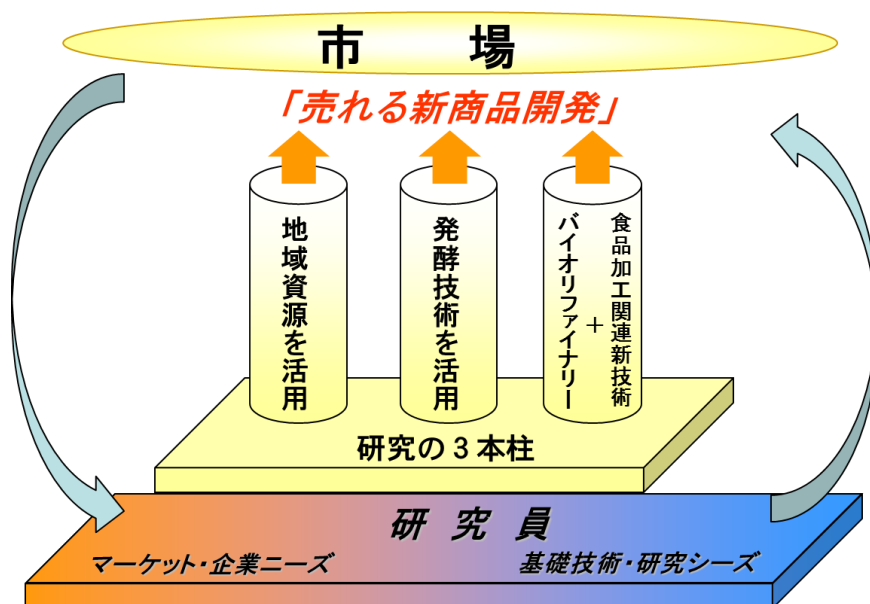 市　場
「売れる新商品開発」
地域資源を活用
発酵技術を活用
食品加工関連新技術
＋
バイオリファイナリー
研究の３本柱
研究員
マーケット・企業ニーズ
基礎技術・研究シーズ